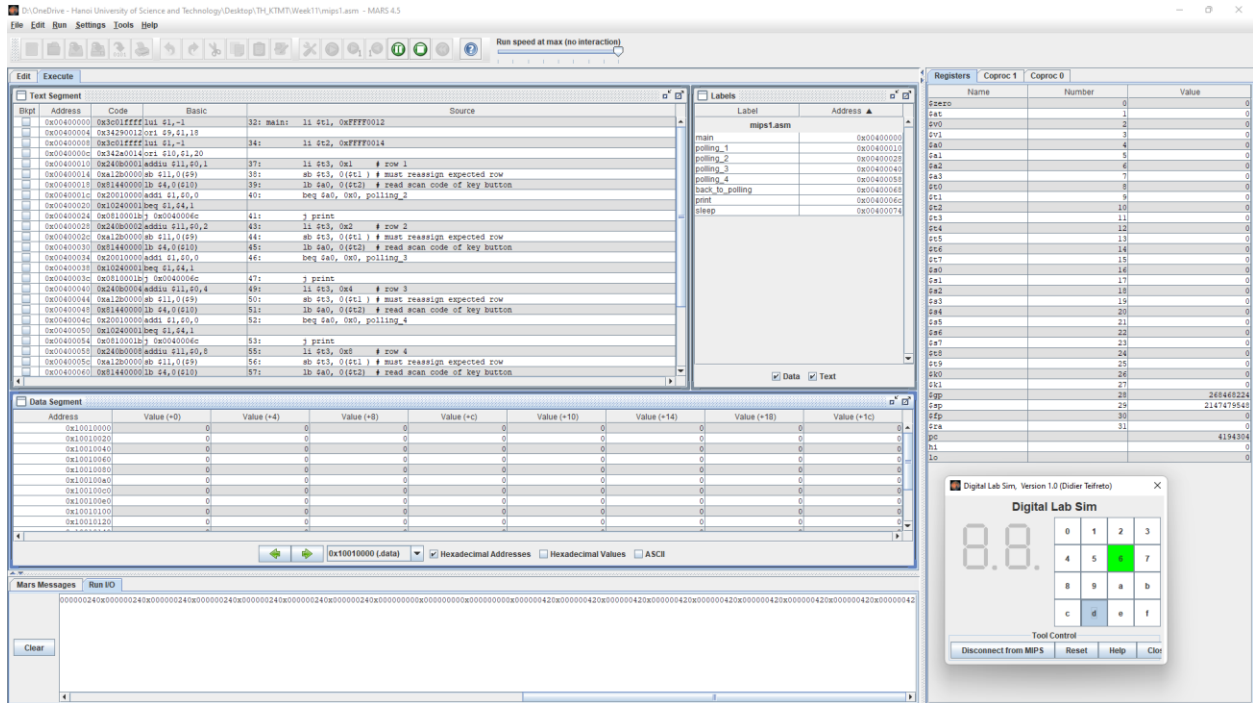 D:\OneDrive - Hanoi University of Science and Technology\Desktop\TH_KTMT\Week11\mips1.asm - MARS 4.5
File Edit Run Settings Tools Help
Run speed at max (no interaction)
Edit Execute
Text Segment
Bkpt Address Code Basic Source
0x00400000 0x3c01ffff lui $1,-1 32: main: li $t1, 0xFFFF0012
0x00400004 0x34290012 ori $9,$1,18
0x00400008 0x3c01ffff lui $1,-1 34: li $t2, 0xFFFF0014
0x0040000c 0x342a0014 ori $10,$1,20
0x00400010 0x240b0001 addiu $11,$0,1 37: li $t3, 0x1 # row 1
0x00400014 0xa12b0000 sb $11,0($9) 38: sb $t3, 0($t1 ) # must reassign expected row
0x00400018 0x81440000 lb $4,0($10) 39: lb $a0, 0($t2) # read scan code of key button
0x0040001c 0x20010000 addi $1,$0,0 40: beq $a0, 0x0, polling_2
0x00400020 0x10240001 beq $1,$4,1
0x00400024 0x0810001b j 0x0040006c 41: j print
0x00400028 0x240b0002 addiu $11,$0,2 43: li $t3, 0x2 # row 2
0x0040002c 0xa12b0000 sb $11,0($9) 44: sb $t3, 0($t1 ) # must reassign expected row
0x00400030 0x81440000 lb $4,0($10) 45: lb $a0, 0($t2) # read scan code of key button
0x00400034 0x20010000 addi $1,$0,0 46: beq $a0, 0x0, polling_3
0x00400038 0x10240001 beq $1,$4,1
0x0040003c 0x0810001b j 0x0040006c 47: j print
0x00400040 0x240b0004 addiu $11,$0,4 49: li $t3, 0x4 # row 3
0x00400044 0xa12b0000 sb $11,0($9) 50: sb $t3, 0($t1 ) # must reassign expected row
0x00400048 0x81440000 lb $4,0($10) 51: lb $a0, 0($t2) # read scan code of key button
0x0040004c 0x20010000 addi $1,$0,0 52: beq $a0, 0x0, polling_4
0x00400050 0x10240001 beq $1,$4,1
0x00400054 0x0810001b j 0x0040006c 53: j print
0x00400058 0x240b0008 addiu $11,$0,8 55: li $t3, 0x8 # row 4
0x0040005c 0xa12b0000 sb $11,0($9) 56: sb $t3, 0($t1 ) # must reassign expected row
0x00400060 0x81440000 lb $4,0($10) 57: lb $a0, 0($t2) # read scan code of key button
Labels
Label Address ▲
mips1.asm
main 0x00400000
polling_1 0x00400010
polling_2 0x00400028
polling_3 0x00400040
polling_4 0x00400058
back_to_polling 0x00400068
print 0x0040006c
sleep 0x00400074
Data Text
Data Segment
Address Value (+0) Value (+4) Value (+8) Value (+c) Value (+10) Value (+14) Value (+18) Value (+1c)
0x10010000 0 0 0 0 0 0 0 0
0x10010020 0 0 0 0 0 0 0 0
0x10010040 0 0 0 0 0 0 0 0
0x10010060 0 0 0 0 0 0 0 0
0x10010080 0 0 0 0 0 0 0 0
0x100100a0 0 0 0 0 0 0 0 0
0x100100c0 0 0 0 0 0 0 0 0
0x100100e0 0 0 0 0 0 0 0 0
0x10010100 0 0 0 0 0 0 0 0
0x10010120 0 0 0 0 0 0 0 0
0x10010000 (.data) Hexadecimal Addresses Hexadecimal Values ASCII
Mars Messages Run I/O
000000240x000000240x000000240x000000240x000000240x000000240x000000240x000000000x000000000x000000420x000000420x000000420x000000420x000000420x000000420x00000042
Clear
Registers Coproc 1 Coproc 0
Name Number Value
$zero 0 0
$at 1 0
$v0 2 0
$v1 3 0
$a0 4 0
$a1 5 0
$a2 6 0
$a3 7 0
$t0 8 0
$t1 9 0
$t2 10 0
$t3 11 0
$t4 12 0
$t5 13 0
$t6 14 0
$t7 15 0
$s0 16 0
$s1 17 0
$s2 18 0
$s3 19 0
$s4 20 0
$s5 21 0
$s6 22 0
$s7 23 0
$t8 24 0
$t9 25 0
$k0 26 0
$k1 27 0
$gp 28 268468224
$sp 29 2147479548
$fp 30 0
$ra 31 0
pc 4194304
hi 0
lo 0
Digital Lab Sim, Version 1.0 (Didier Teifreto)
Digital Lab Sim
0 1 2 3
4 5 6 7
8 9 a b
c d e f
Tool Control
Disconnect from MIPS Reset Help Clos